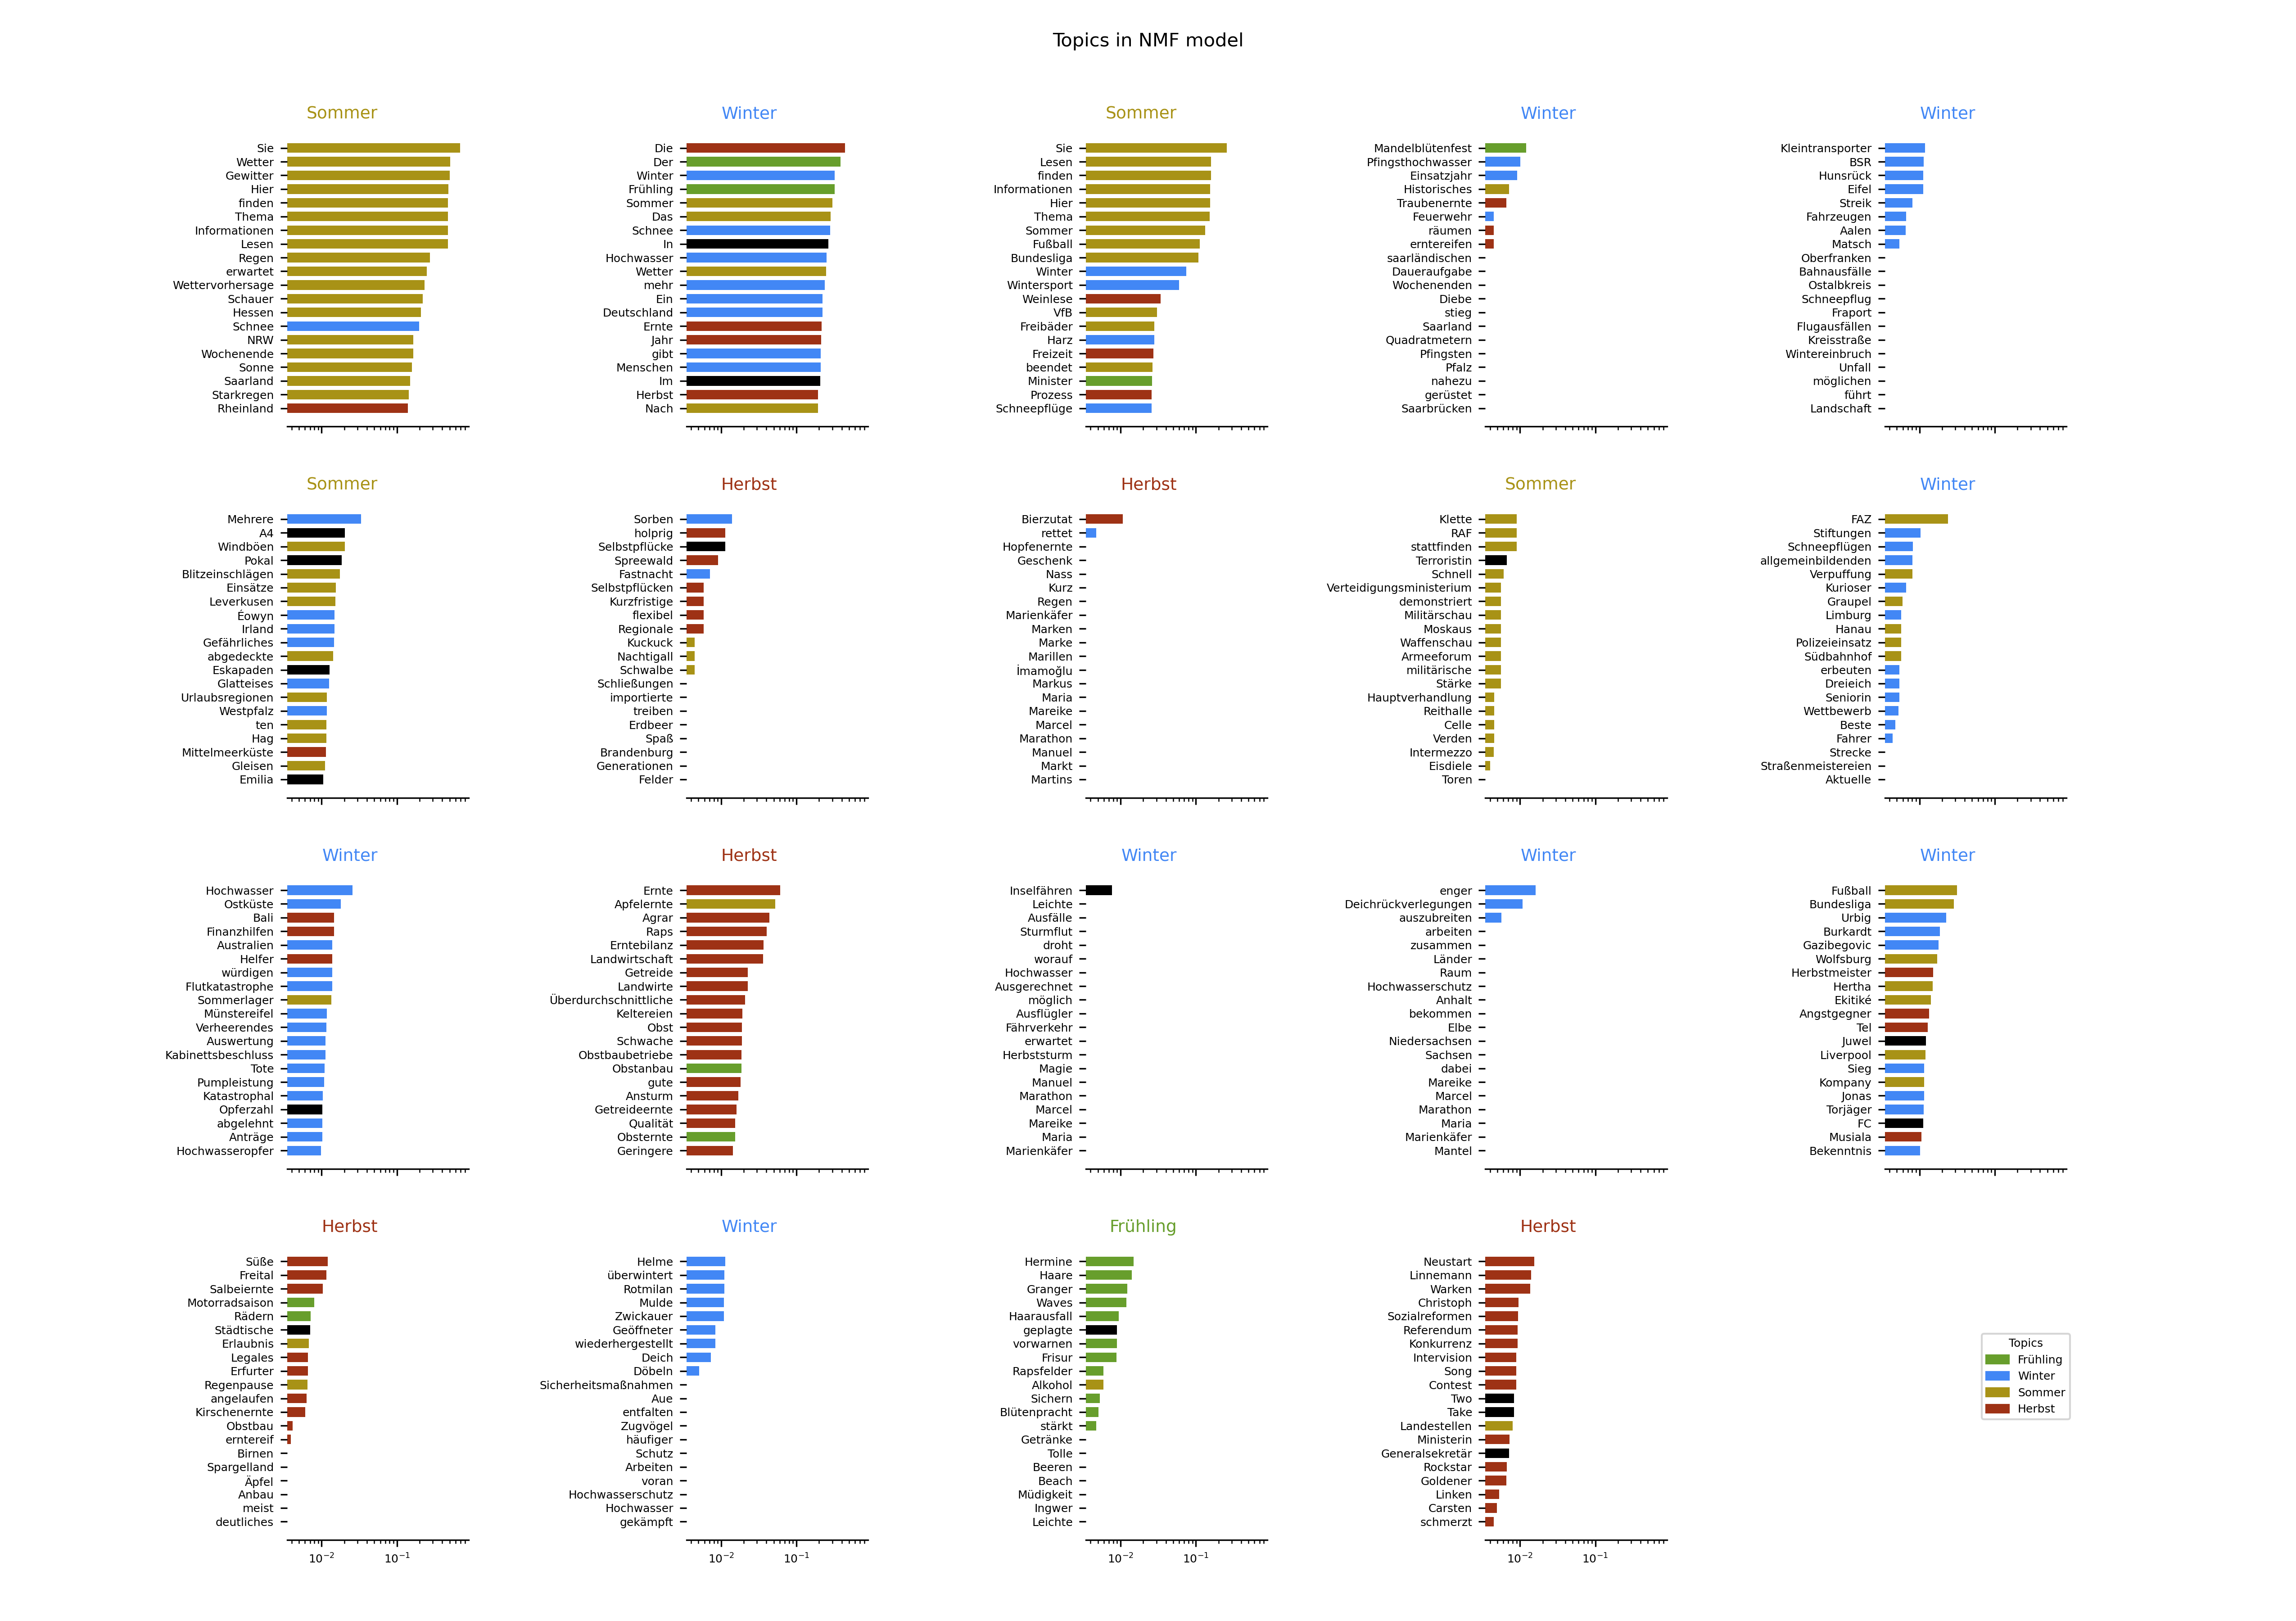 Topics in NMF model
Sommer
Sie
Wetter
Gewitter
Hier
finden
Thema
Informationen
Lesen
Regen
erwartet
Wettervorhersage
Schauer
Hessen
Schnee
NRW
Wochenende
Sonne
Saarland
Starkregen
Rheinland
Winter
Die
Der
Winter
Frühling
Sommer
Das
Schnee
In
Hochwasser
Wetter
mehr
Ein
Deutschland
Ernte
Jahr
gibt
Menschen
Im
Herbst
Nach
Sommer
Sie
Lesen
finden
Informationen
Hier
Thema
Sommer
Fußball
Bundesliga
Winter
Wintersport
Weinlese
VfB
Freibäder
Harz
Freizeit
beendet
Minister
Prozess
Schneepflüge
Winter
Mandelblütenfest
Pfingsthochwasser
Einsatzjahr
Historisches
Traubenernte
Feuerwehr
räumen
erntereifen
saarländischen
Daueraufgabe
Wochenenden
Diebe
stieg
Saarland
Quadratmetern
Pfingsten
Pfalz
nahezu
gerüstet
Saarbrücken
Winter
Kleintransporter
BSR
Hunsrück
Eifel
Streik
Fahrzeugen
Aalen
Matsch
Oberfranken
Bahnausfälle
Ostalbkreis
Schneepflug
Fraport
Flugausfällen
Kreisstraße
Wintereinbruch
Unfall
möglichen
führt
Landschaft
Sommer
Mehrere
A4
Windböen
Pokal
Blitzeinschlägen
Einsätze
Leverkusen
Éowyn
Irland
Gefährliches
abgedeckte
Eskapaden
Glatteises
Urlaubsregionen
Westpfalz
ten
Hag
Mittelmeerküste
Gleisen
Emilia
Herbst
Sorben
holprig
Selbstpflücke
Spreewald
Fastnacht
Selbstpflücken
Kurzfristige
flexibel
Regionale
Kuckuck
Nachtigall
Schwalbe
Schließungen
importierte
treiben
Erdbeer
Spaß
Brandenburg
Generationen
Felder
Herbst
Bierzutat
rettet
Hopfenernte
Geschenk
Nass
Kurz
Regen
Marienkäfer
Marken
Marke
Marillen
İmamoğlu
Markus
Maria
Mareike
Marcel
Marathon
Manuel
Markt
Martins
Sommer
Klette
RAF
stattfinden
Terroristin
Schnell
Verteidigungsministerium
demonstriert
Militärschau
Moskaus
Waffenschau
Armeeforum
militärische
Stärke
Hauptverhandlung
Reithalle
Celle
Verden
Intermezzo
Eisdiele
Toren
Winter
FAZ
Stiftungen
Schneepflügen
allgemeinbildenden
Verpuffung
Kurioser
Graupel
Limburg
Hanau
Polizeieinsatz
Südbahnhof
erbeuten
Dreieich
Seniorin
Wettbewerb
Beste
Fahrer
Strecke
Straßenmeistereien
Aktuelle
Winter
Hochwasser
Ostküste
Bali
Finanzhilfen
Australien
Helfer
würdigen
Flutkatastrophe
Sommerlager
Münstereifel
Verheerendes
Auswertung
Kabinettsbeschluss
Tote
Pumpleistung
Katastrophal
Opferzahl
abgelehnt
Anträge
Hochwasseropfer
Herbst
Ernte
Apfelernte
Agrar
Raps
Erntebilanz
Landwirtschaft
Getreide
Landwirte
Überdurchschnittliche
Keltereien
Obst
Schwache
Obstbaubetriebe
Obstanbau
gute
Ansturm
Getreideernte
Qualität
Obsternte
Geringere
Winter
Inselfähren
Leichte
Ausfälle
Sturmflut
droht
worauf
Hochwasser
Ausgerechnet
möglich
Ausflügler
Fährverkehr
erwartet
Herbststurm
Magie
Manuel
Marathon
Marcel
Mareike
Maria
Marienkäfer
Winter
enger
Deichrückverlegungen
auszubreiten
arbeiten
zusammen
Länder
Raum
Hochwasserschutz
Anhalt
bekommen
Elbe
Niedersachsen
Sachsen
dabei
Mareike
Marcel
Marathon
Maria
Marienkäfer
Mantel
Winter
Fußball
Bundesliga
Urbig
Burkardt
Gazibegovic
Wolfsburg
Herbstmeister
Hertha
Ekitiké
Angstgegner
Tel
Juwel
Liverpool
Sieg
Kompany
Jonas
Torjäger
FC
Musiala
Bekenntnis
Herbst
Süße
Freital
Salbeiernte
Motorradsaison
Rädern
Städtische
Erlaubnis
Legales
Erfurter
Regenpause
angelaufen
Kirschenernte
Obstbau
erntereif
Birnen
Spargelland
Äpfel
Anbau
meist
deutliches
10⁻² 10⁻¹
Winter
Helme
überwintert
Rotmilan
Mulde
Zwickauer
Geöffneter
wiederhergestellt
Deich
Döbeln
Sicherheitsmaßnahmen
Aue
entfalten
Zugvögel
häufiger
Schutz
Arbeiten
voran
Hochwasserschutz
Hochwasser
gekämpft
10⁻² 10⁻¹
Frühling
Hermine
Haare
Granger
Waves
Haarausfall
geplagte
vorwarnen
Frisur
Rapsfelder
Alkohol
Sichern
Blütenpracht
stärkt
Getränke
Tolle
Beeren
Beach
Müdigkeit
Ingwer
Leichte
10⁻² 10⁻¹
Herbst
Neustart
Linnemann
Warken
Christoph
Sozialreformen
Referendum
Konkurrenz
Intervision
Song
Contest
Two
Take
Landestellen
Ministerin
Generalsekretär
Rockstar
Goldener
Linken
Carsten
schmerzt
10⁻² 10⁻¹
Topics
Frühling
Winter
Sommer
Herbst